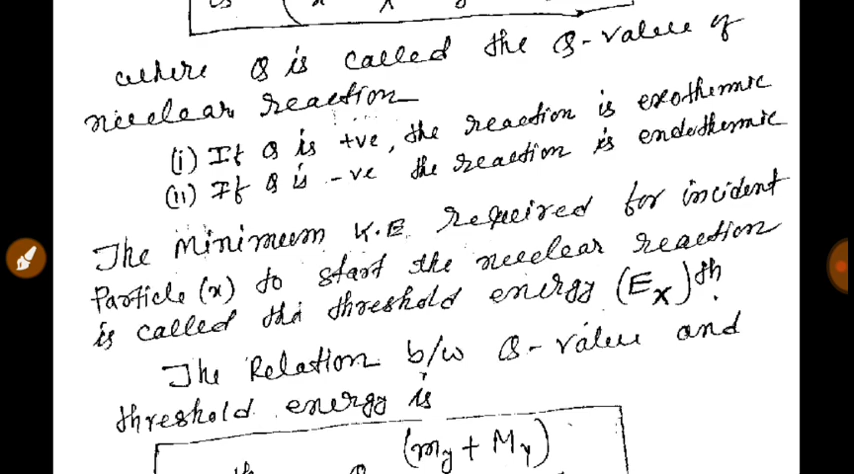 where Q is called the Q-value of
nuclear reaction
(i) If Q is +ve, the reaction is exothemic
(ii) If Q is -ve the reaction is endothemic
The minimum K.E required for incident
particle (x) to start the nuclear reaction
is called the threshold energy (Ex)th.
The Relation b/w Q-value and
threshold energy is
(my + My)